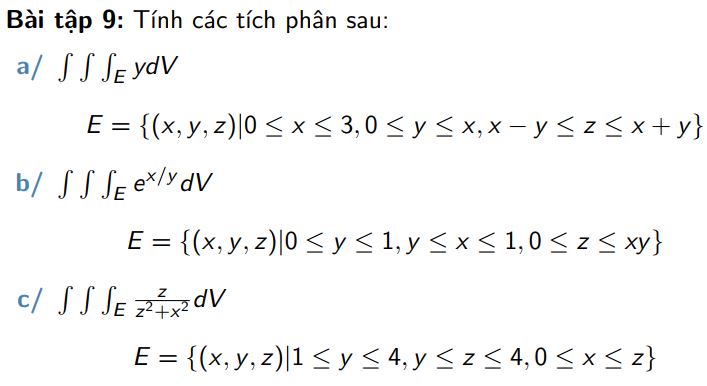 Bài tập 9: Tính các tích phân sau:
a/ ∫ ∫ ∫_E ydV
E = {(x, y, z)|0 ≤ x ≤ 3, 0 ≤ y ≤ x, x − y ≤ z ≤ x + y}
b/ ∫ ∫ ∫_E e^{x/y}dV
E = {(x, y, z)|0 ≤ y ≤ 1, y ≤ x ≤ 1, 0 ≤ z ≤ xy}
c/ ∫ ∫ ∫_E \frac{z}{z^2+x^2}dV
E = {(x, y, z)|1 ≤ y ≤ 4, y ≤ z ≤ 4, 0 ≤ x ≤ z}